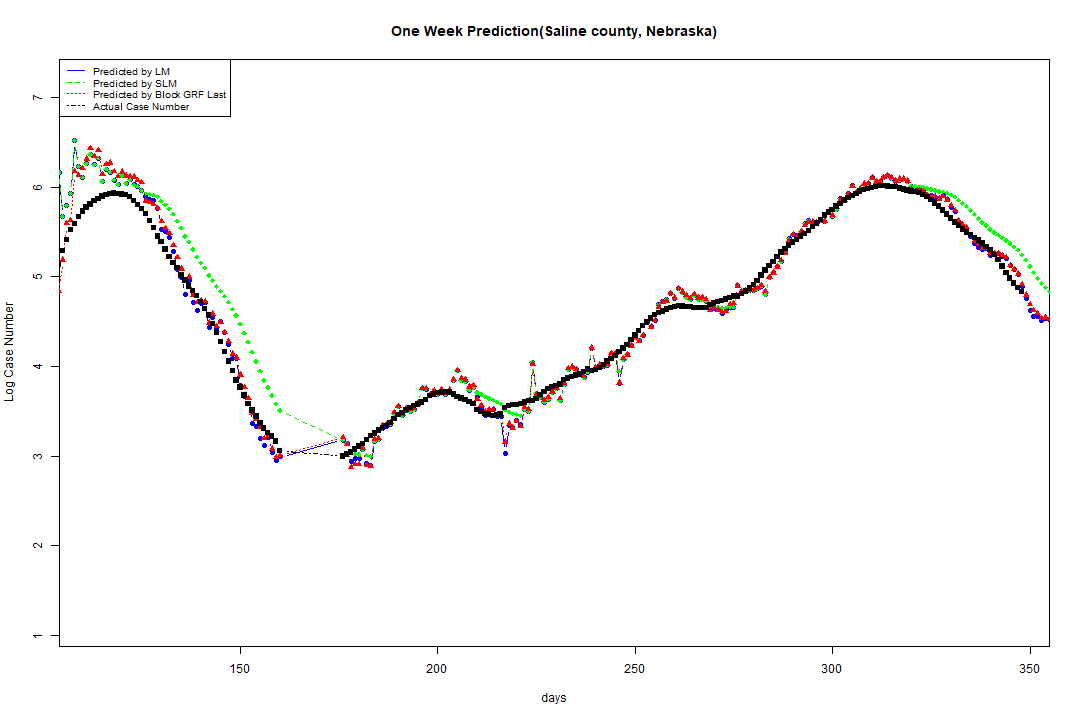 One Week Prediction(Saline county, Nebraska)
Predicted by LM
Predicted by SLM
Predicted by Block GRF Last
Actual Case Number
Log Case Number
7
6
5
4
3
2
1
150 200 250 300 350
days